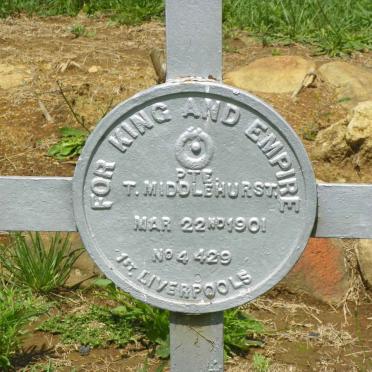 FOR KING AND EMPIRE
PTE
T. MIDDLEHURST.
MAR 22ND 1901
No 4429
1ST LIVERPOOLS